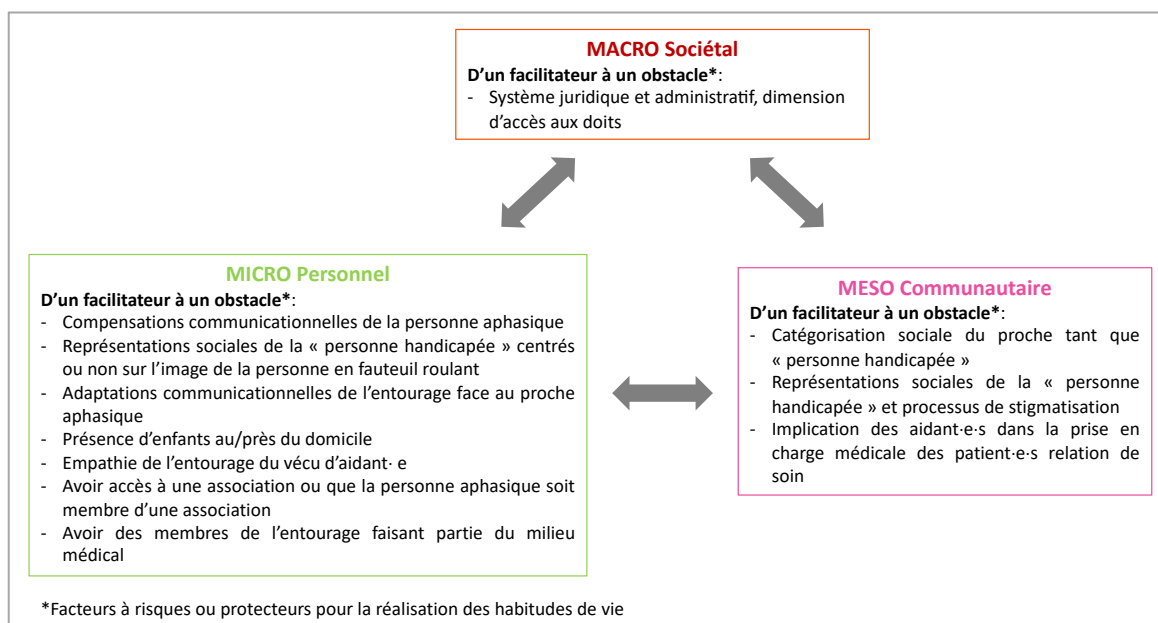 MACRO Sociétal
D'un facilitateur à un obstacle*:
- Système juridique et administratif, dimension
d'accès aux doits
MICRO Personnel
D'un facilitateur à un obstacle*:
- Compensations communicationnelles de la personne aphasique
- Représentations sociales de la « personne handicapée » centrés
ou non sur l'image de la personne en fauteuil roulant
- Adaptations communicationnelles de l'entourage face au proche
aphasique
- Présence d'enfants au/près du domicile
- Empathie de l'entourage du vécu d'aidant· e
- Avoir accès à une association ou que la personne aphasique soit
membre d'une association
- Avoir des membres de l'entourage faisant partie du milieu
médical
MESO Communautaire
D'un facilitateur à un obstacle*:
- Catégorisation sociale du proche tant que
« personne handicapée »
- Représentations sociales de la « personne
handicapée » et processus de stigmatisation
- Implication des aidant·e·s dans la prise en
charge médicale des patient·e·s relation de
soin
*Facteurs à risques ou protecteurs pour la réalisation des habitudes de vie